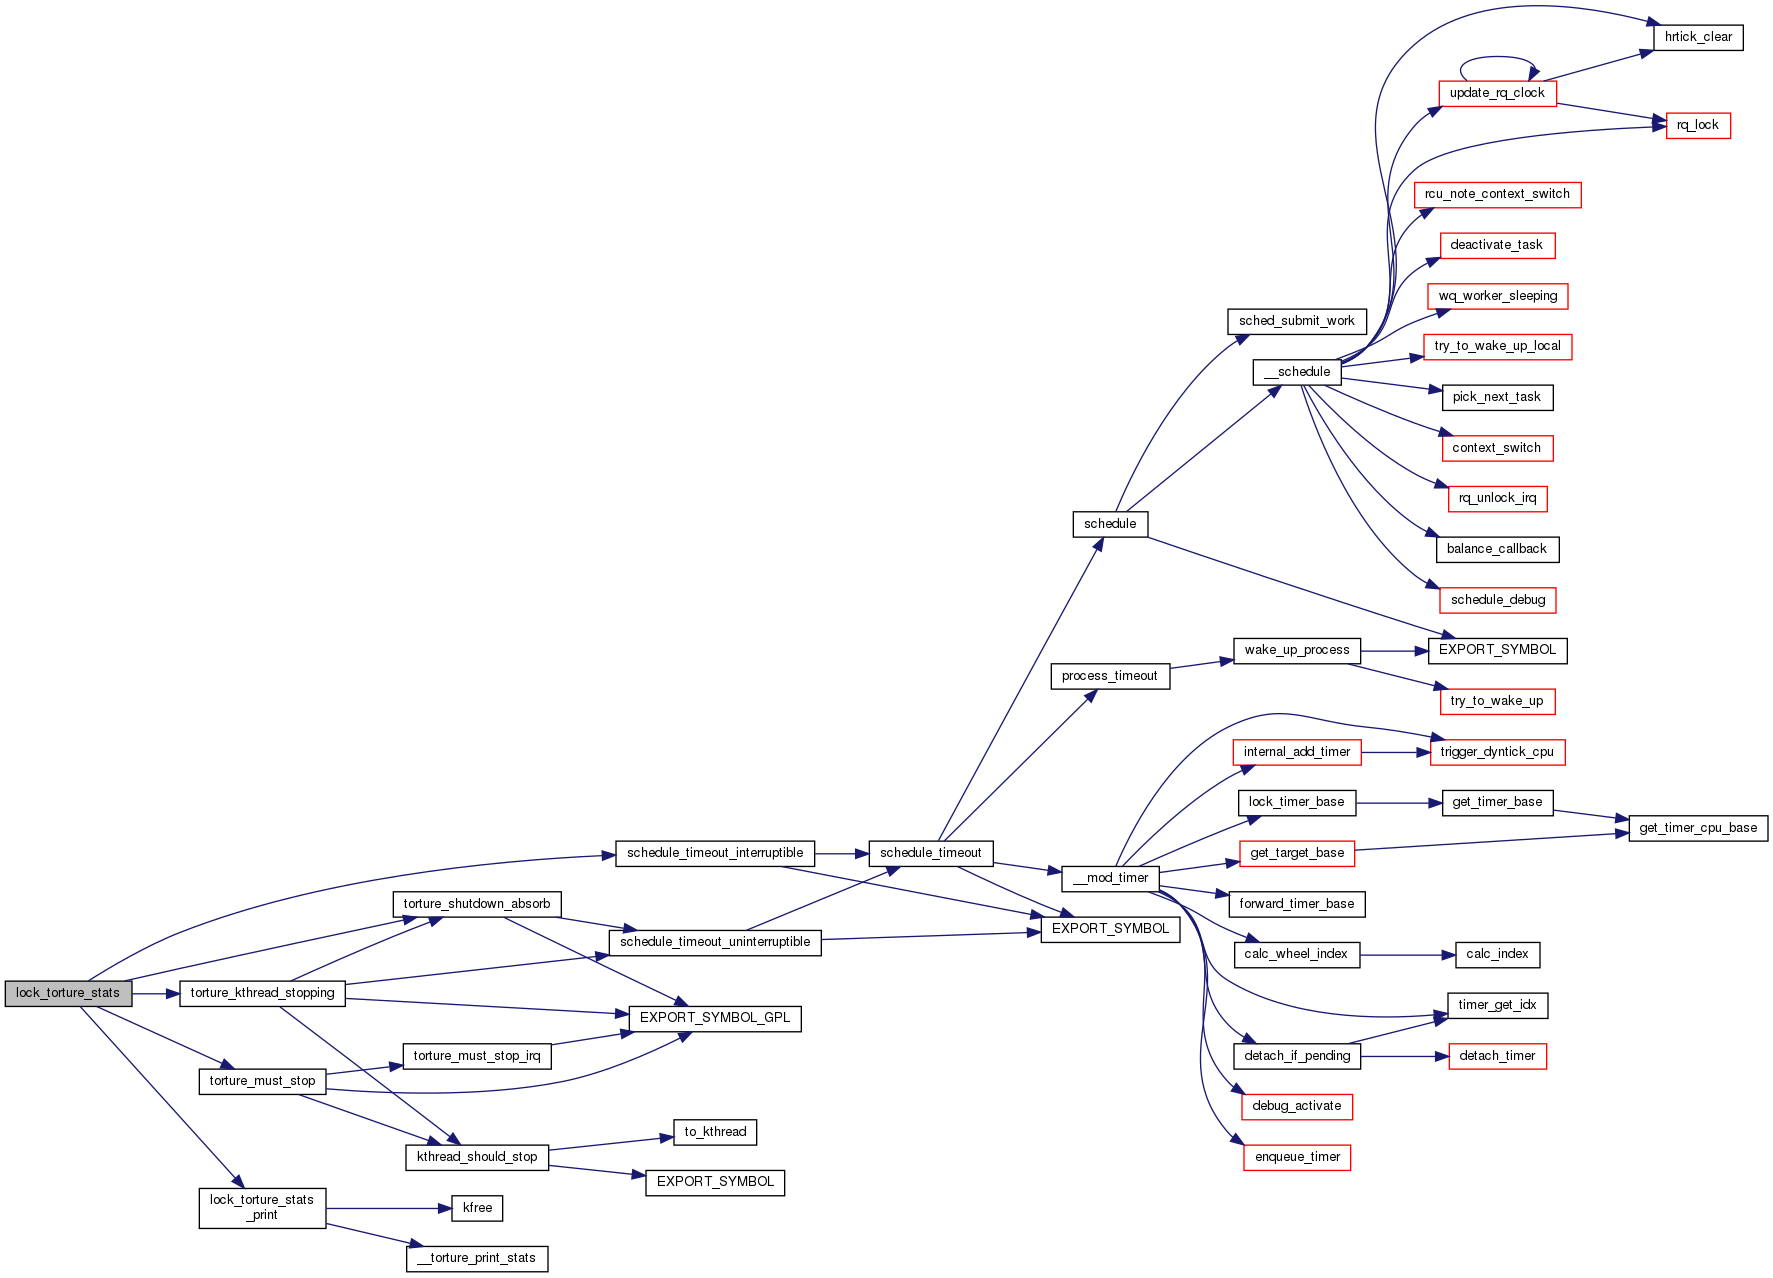 hrtick_clear
update_rq_clock
rq_lock
rcu_note_context_switch
deactivate_task
wq_worker_sleeping
sched_submit_work
try_to_wake_up_local
__schedule
pick_next_task
context_switch
rq_unlock_irq
schedule
balance_callback
schedule_debug
wake_up_process
EXPORT_SYMBOL
process_timeout
try_to_wake_up
internal_add_timer
trigger_dyntick_cpu
lock_timer_base
get_timer_base
get_timer_cpu_base
schedule_timeout_interruptible
schedule_timeout
get_target_base
__mod_timer
torture_shutdown_absorb
forward_timer_base
EXPORT_SYMBOL
schedule_timeout_uninterruptible
calc_wheel_index
calc_index
lock_torture_stats
torture_kthread_stopping
timer_get_idx
EXPORT_SYMBOL_GPL
torture_must_stop_irq
detach_if_pending
detach_timer
torture_must_stop
debug_activate
to_kthread
kthread_should_stop
enqueue_timer
EXPORT_SYMBOL
lock_torture_stats
_print
kfree
__torture_print_stats